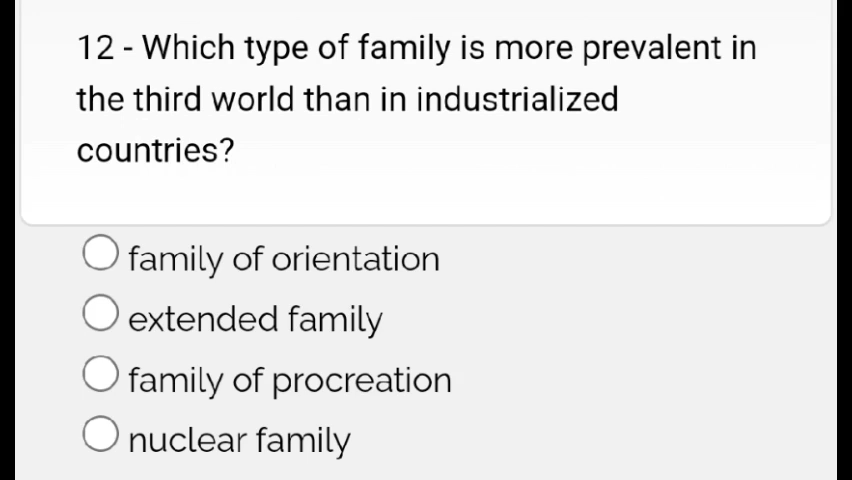 12 - Which type of family is more prevalent in
the third world than in industrialized
countries?
family of orientation
extended family
family of procreation
nuclear family